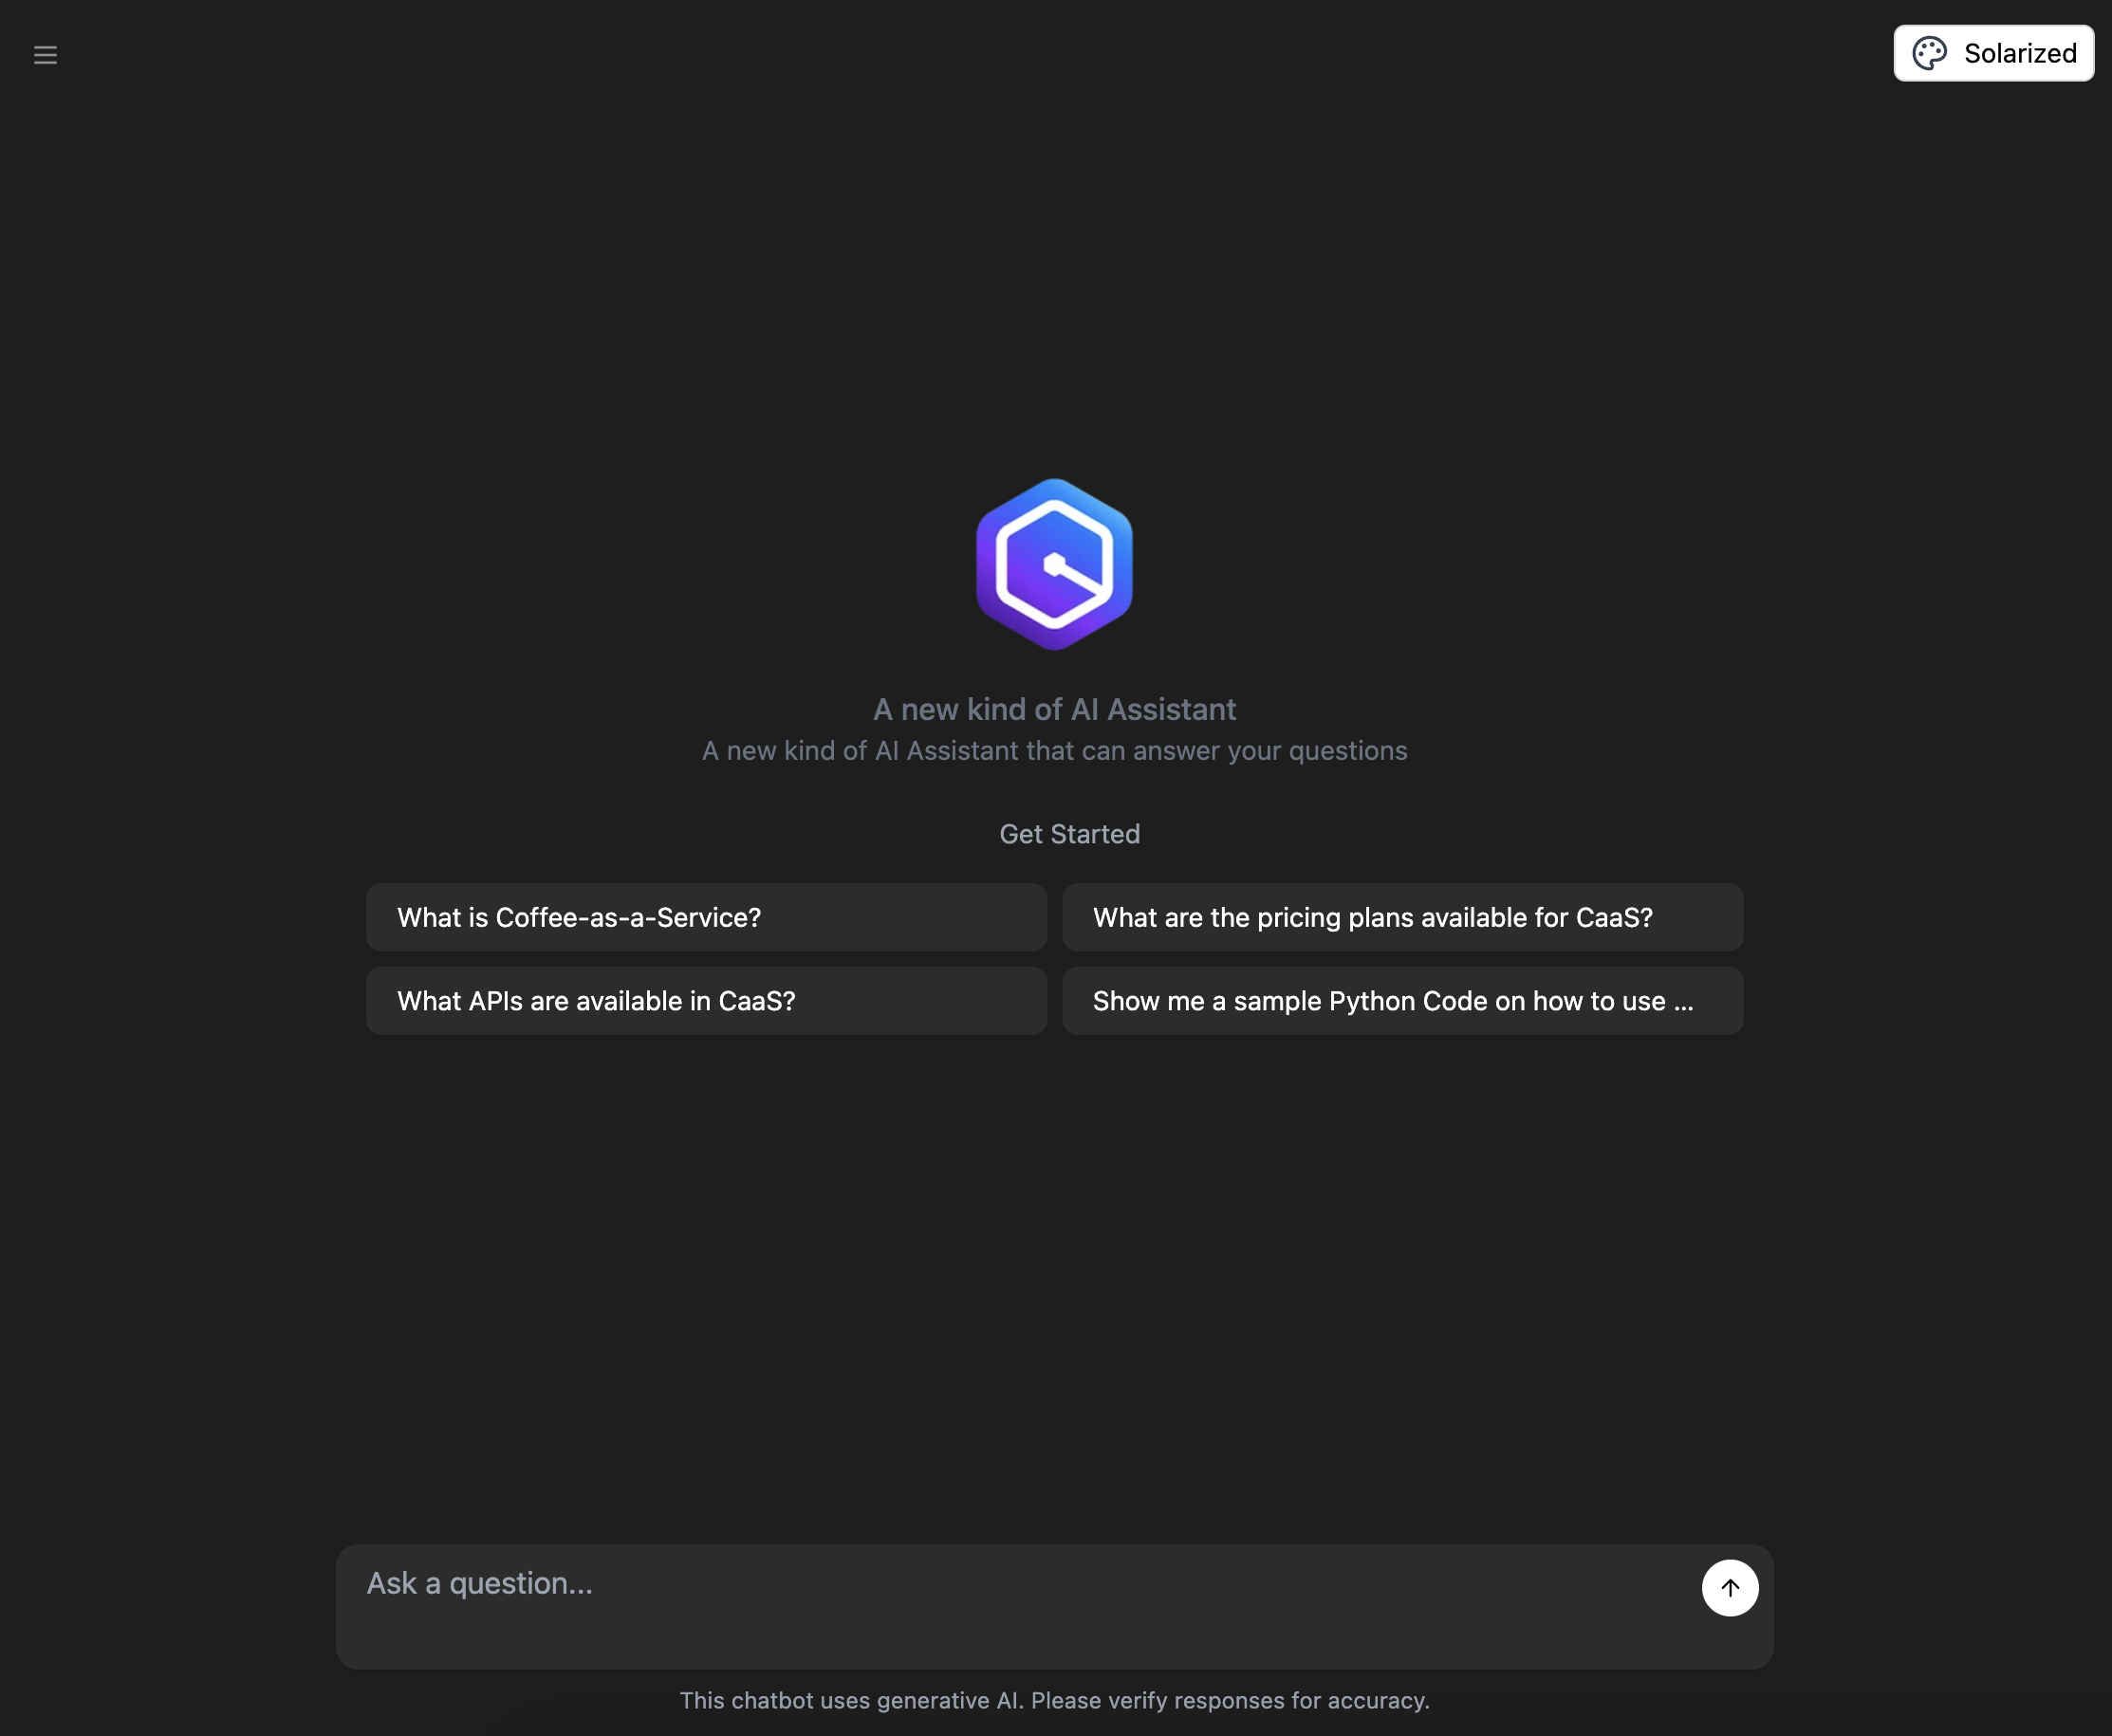 Solarized
A new kind of AI Assistant
A new kind of AI Assistant that can answer your questions
Get Started
What is Coffee-as-a-Service?
What are the pricing plans available for CaaS?
What APIs are available in CaaS?
Show me a sample Python Code on how to use ...
Ask a question...
This chatbot uses generative AI. Please verify responses for accuracy.